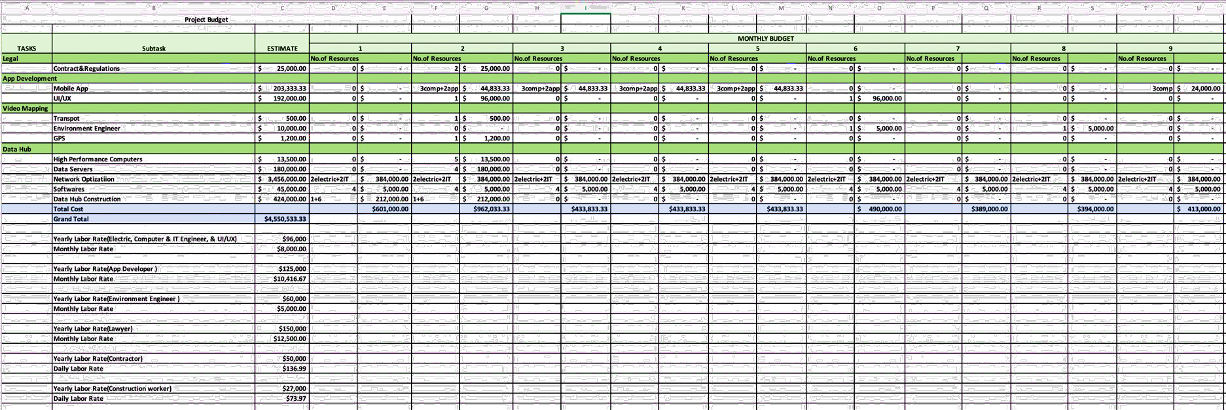 A B C D E F G H I J K L M N O P Q R S T U
Project Budget
MONTHLY BUDGET
TASKS Subtask ESTIMATE 1 2 3 4 5 6 7 8 9
Legal No.of Resources No.of Resources No.of Resources No.of Resources No.of Resources No.of Resources No.of Resources No.of Resources No.of Resources
Contract&Regulations $ 25,000.00 0 $ - 2 $ 25,000.00 0 $ - 0 $ - 0 $ - 0 $ - 0 $ - 0 $ - 0 $ -
App Development
Mobile App $ 203,333.33 0 $ - 3comp+2app $ 44,833.33 3comp+2app $ 44,833.33 3comp+2app $ 44,833.33 3comp+2app $ 44,833.33 0 $ - 0 $ - 0 $ - 3comp $ 24,000.00
UI/UX $ 192,000.00 0 $ - 1 $ 96,000.00 0 $ - 0 $ - 0 $ - 1 $ 96,000.00 0 $ - 0 $ - 0 $ -
Video Mapping
Transpot $ 500.00 0 $ - 1 $ 500.00 0 $ - 0 $ - 0 $ - 0 $ - 0 $ - 0 $ - 0 $ -
Environment Engineer $ 10,000.00 0 $ - 0 $ - 0 $ - 0 $ - 0 $ - 1 $ 5,000.00 1 $ - 1 $ 5,000.00 0 $ -
GPS $ 1,200.00 0 $ - 1 $ 1,200.00 0 $ - 0 $ - 0 $ - 0 $ - 0 $ - 0 $ - 0 $ -
Data Hub
High Performance Computers $ 13,500.00 0 $ - 5 $ 13,500.00 0 $ - 0 $ - 0 $ - 0 $ - 0 $ - 0 $ - 0 $ -
Data Servers $ 180,000.00 0 $ - 4 $ 180,000.00 0 $ - 0 $ - 0 $ - 0 $ - 0 $ - 0 $ - 0 $ -
Network Optizatiion $ 3,456,000.00 2electric+2IT $ 384,000.00 2electric+2IT $ 384,000.00 2electric+2IT $ 384,000.00 2electric+2IT $ 384,000.00 2electric+2IT $ 384,000.00 2electric+2IT $ 384,000.00 2electric+2IT $ 384,000.00 2electric+2IT $ 384,000.00 2electric+2IT $ 384,000.00
Softwares $ 45,000.00 4 $ 5,000.00 4 $ 5,000.00 4 $ 5,000.00 4 $ 5,000.00 4 $ 5,000.00 4 $ 5,000.00 4 $ 5,000.00 4 $ 5,000.00 4 $ 5,000.00
Data Hub Construction $ 424,000.00 1+6 $ 212,000.00 1+6 $ 212,000.00 0 $ - 0 $ - 0 $ - 0 $ - 0 $ - 0 $ - 0 $ -
Total Cost $601,000.00 $962,033.33 $433,833.33 $433,833.33 $433,833.33 $ 490,000.00 $389,000.00 $394,000.00 $ 413,000.00
Grand Total $4,550,533.33
Yearly Labor Rate(Electric, Computer & IT Engineer, & UI/UX) $96,000
Monthly Labor Rate $8,000.00
Yearly Labor Rate(App Developer ) $125,000
Monthly Labor Rate $10,416.67
Yearly Labor Rate(Environment Engineer ) $60,000
Monthly Labor Rate $5,000.00
Yearly Labor Rate(Lawyer) $150,000
Monthly Labor Rate $12,500.00
Yearly Labor Rate(Contractor) $50,000
Daily Labor Rate $136.99
Yearly Labor Rate(Construction worker) $27,000
Daily Labor Rate $73.97